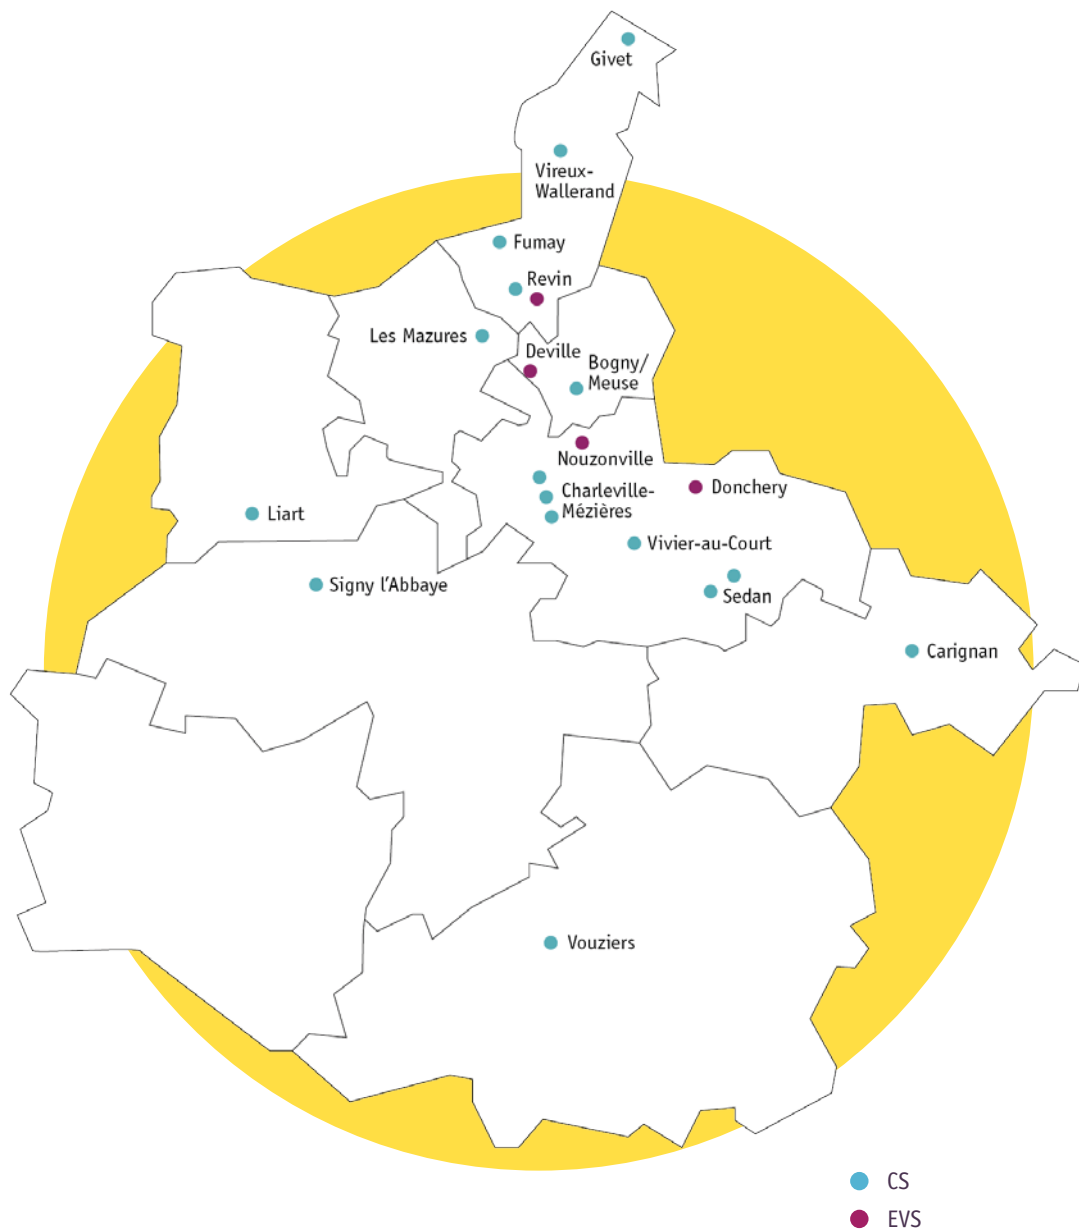 Givet
Vireux-
Wallerand
Fumay
Revin
Les Mazures
Deville
Bogny/
Meuse
Nouzonville
Charleville-
Mézières
Donchery
Liart
Vivier-au-Court
Signy l'Abbaye
Sedan
Carignan
Vouziers
CS
EVS